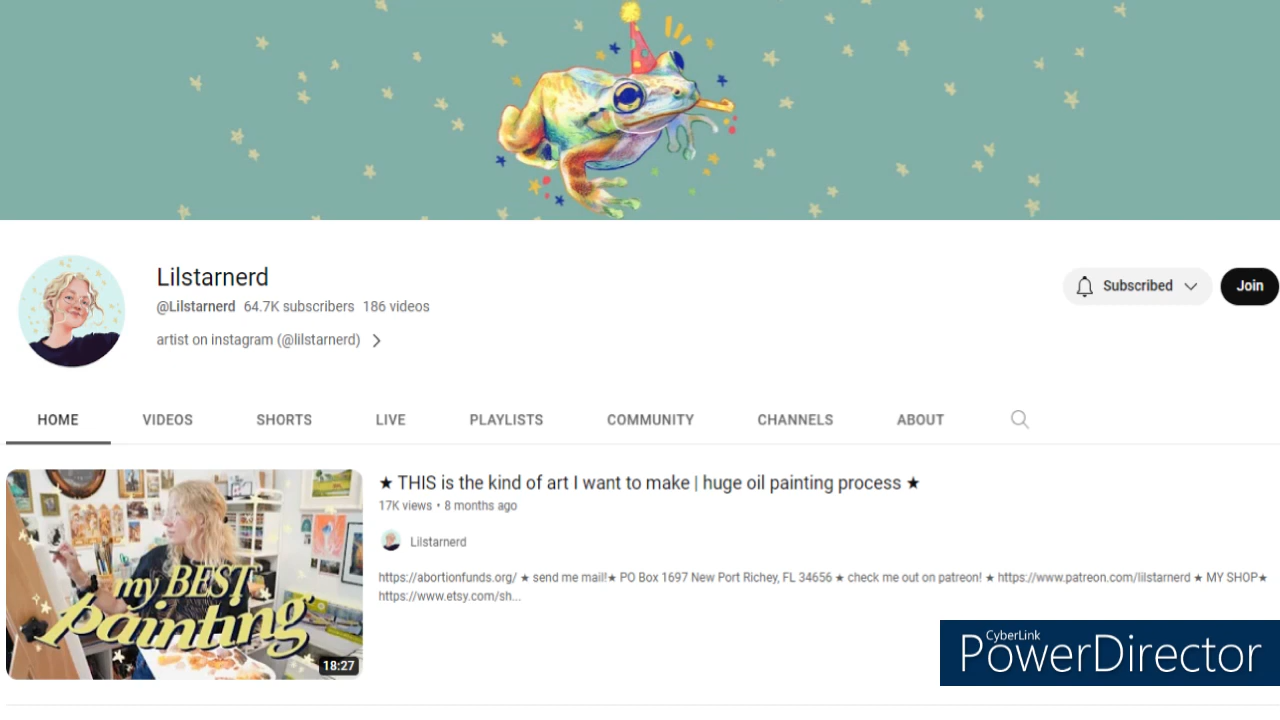 Lilstarnerd
@Lilstarnerd 64.7K subscribers 186 videos
artist on instagram (@lilstarnerd)
Subscribed
Join
HOME VIDEOS SHORTS LIVE PLAYLISTS COMMUNITY CHANNELS ABOUT
my BEST
painting
18:27
★ THIS is the kind of art I want to make | huge oil painting process ★
17K views • 8 months ago
Lilstarnerd
https://abortionfunds.org/ ★ send me mail!★ PO Box 1697 New Port Richey, FL 34656 ★ check me out on patreon! ★ https://www.patreon.com/lilstarnerd ★ MY SHOP★
https://www.etsy.com/sh...
CyberLink
PowerDirector